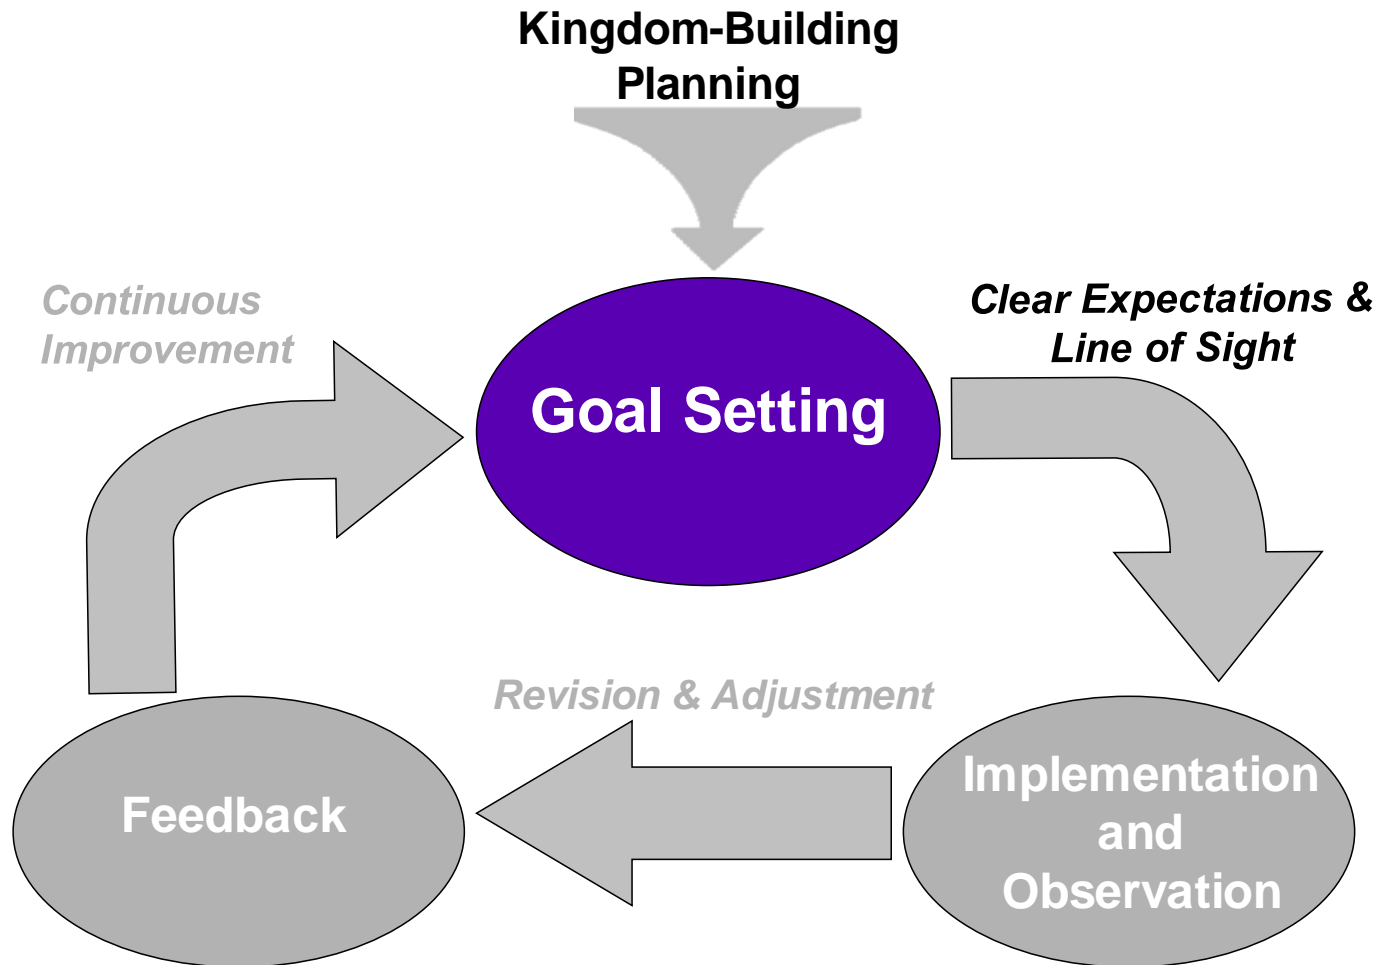 Kingdom-Building
Planning
Continuous
Improvement
Clear Expectations &
Line of Sight
Goal Setting
Revision & Adjustment
Feedback
Implementation
and
Observation